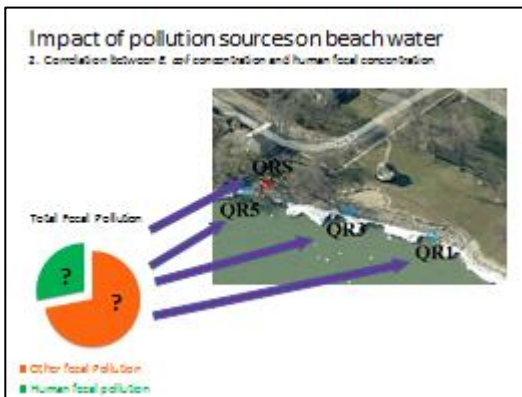 Impact of pollution sources on beach water
2. Correlation between E. coli concentration and human fecal concentration
QRS
Total Fecal Pollution
QR5
QR3
QR1
?
?
Other fecal Pollution
Human fecal pollution